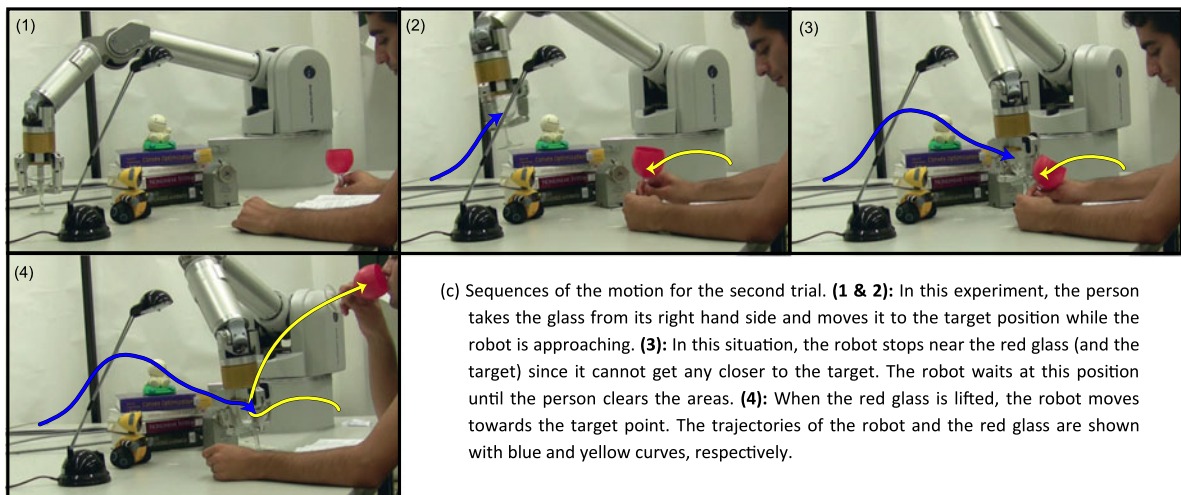 (1)
(2)
(3)
(4)
(c) Sequences of the motion for the second trial. (1 & 2): In this experiment, the person
takes the glass from its right hand side and moves it to the target position while the
robot is approaching. (3): In this situation, the robot stops near the red glass (and the
target) since it cannot get any closer to the target. The robot waits at this position
until the person clears the areas. (4): When the red glass is lifted, the robot moves
towards the target point. The trajectories of the robot and the red glass are shown
with blue and yellow curves, respectively.